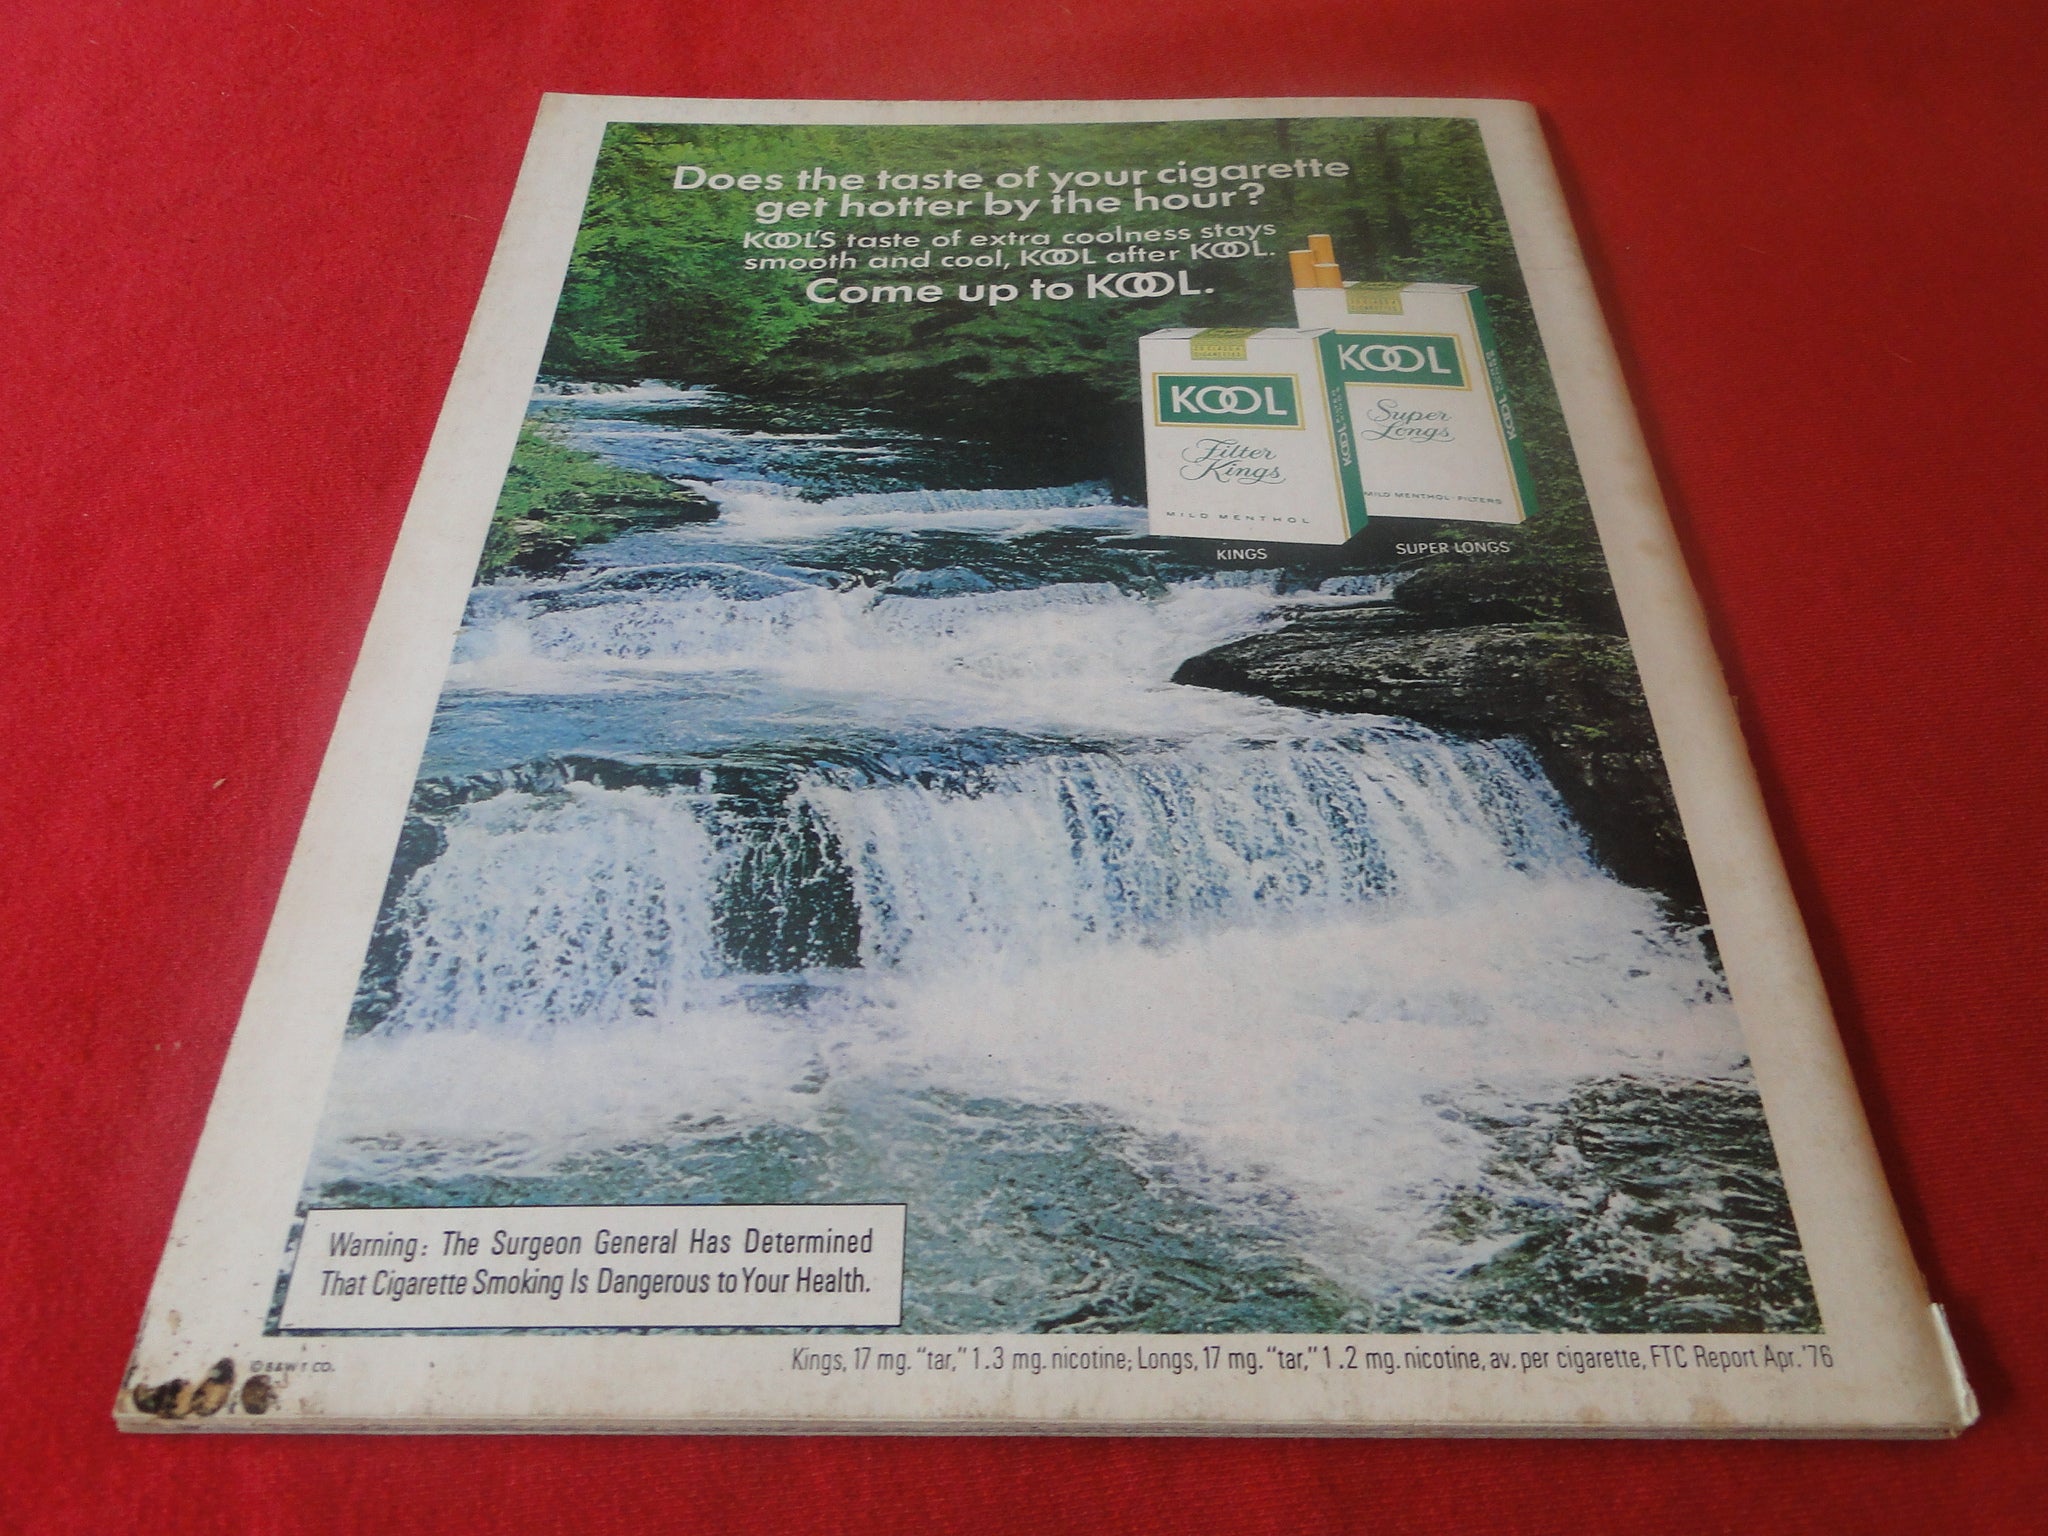 Does the taste of your cigarette
get hotter by the hour?
KOOL'S taste of extra coolness stays
smooth and cool, KOOL after KOOL.
Come up to KOOL.
KOOL
Super
Longs
MILD MENTHOL · FILTERS
KOOL
KOOL
Filter
Kings
MILD MENTHOL
KOOL
KINGS
SUPER LONGS
Warning: The Surgeon General Has Determined
That Cigarette Smoking Is Dangerous to Your Health.
© B&W T CO.
Kings, 17 mg. "tar," 1.3 mg. nicotine; Longs, 17 mg. "tar," 1.2 mg. nicotine, av. per cigarette, FTC Report Apr. '76